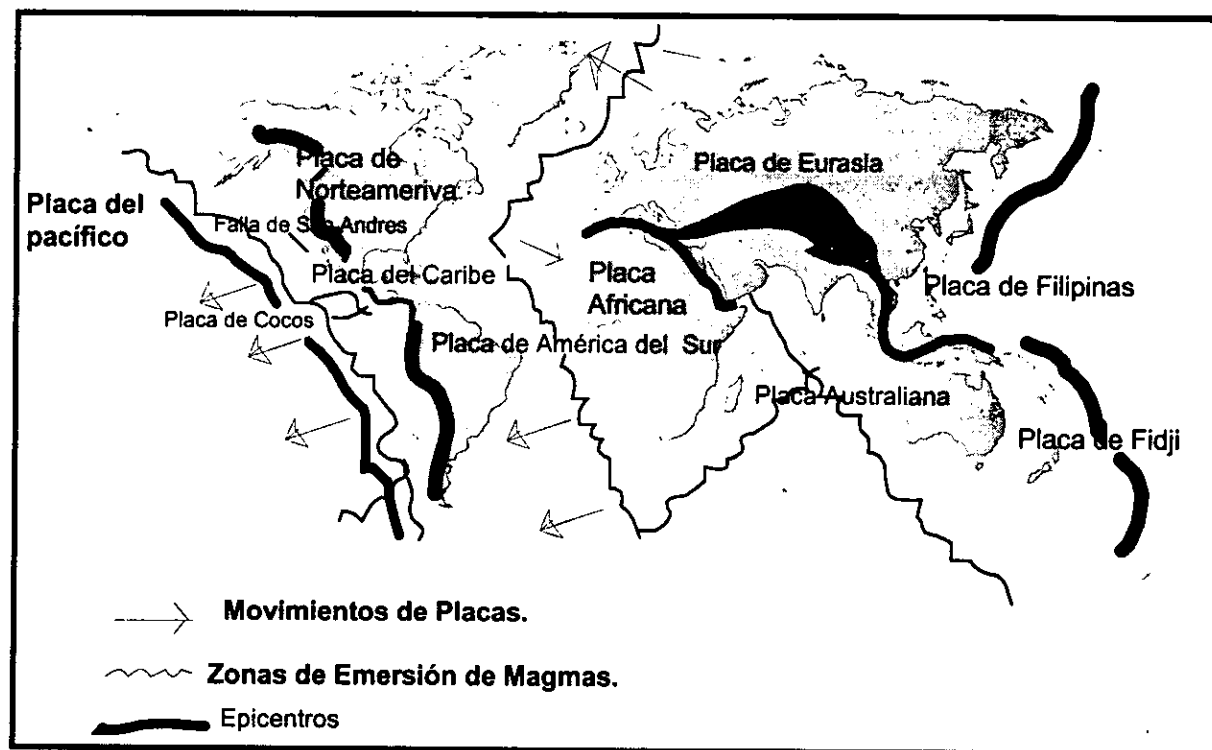 Placa de
Norteameriva
Placa de Eurasia
Placa del
pacífico
Falla de San Andres
Placa del Caribe
Placa
Africana
Placa de Filipinas
Placa de Cocos
Placa de América del Sur
Placa Australiana
Placa de Fidji
Movimientos de Placas.
Zonas de Emersión de Magmas.
Epicentros